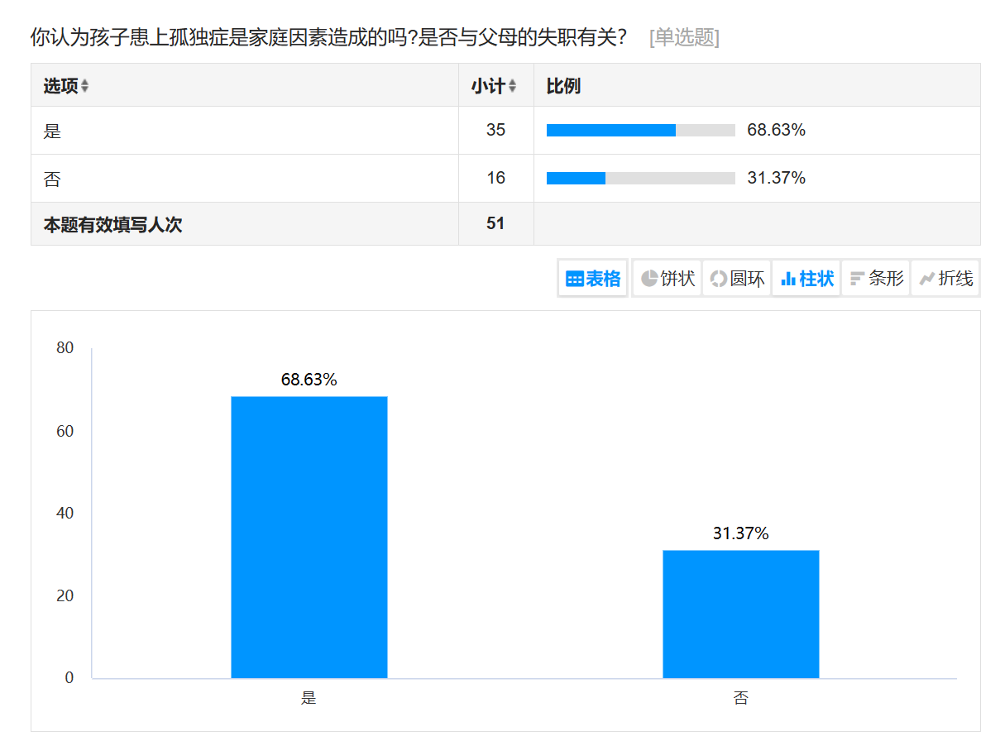 你认为孩子患上孤独症是家庭因素造成的吗?是否与父母的失职有关？ [单选题]
选项 小计 比例
是 35 68.63%
否 16 31.37%
本题有效填写人次 51
表格 饼状 圆环 柱状 条形 折线
80
68.63%
60
40
31.37%
20
0
是 否